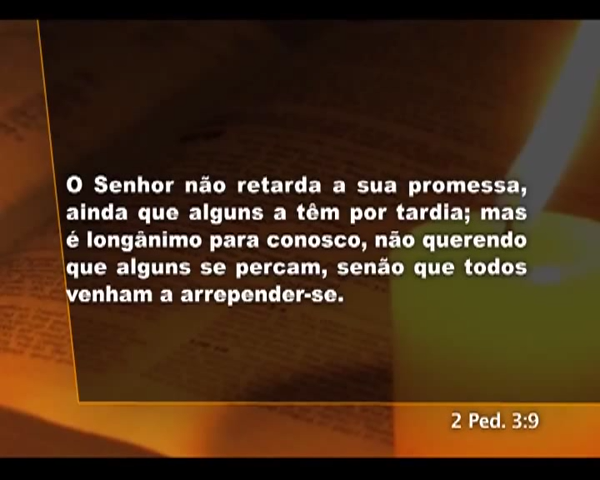 O Senhor não retarda a sua promessa,
ainda que alguns a têm por tardia; mas
é longânimo para conosco, não querendo
que alguns se percam, senão que todos
venham a arrepender-se.
2 Ped. 3:9